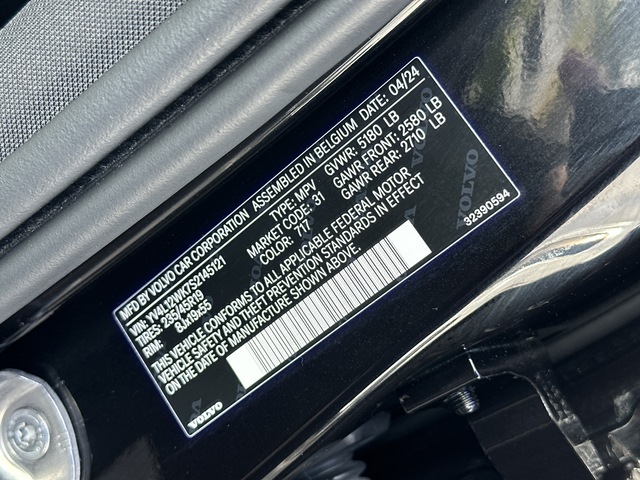 MFD BY VOLVO CAR CORPORATION ASSEMBLED IN BELGIUM DATE: 04/24
VIN: YV4L12WK7S2145121 TYPE: MPV GVWR: 5180 LB
TIRES: 235/45R19 MARKET CODE: 31 GAWR FRONT: 2580 LB
RIM: 8Jx19x55 COLOR: 717 GAWR REAR: 2710 LB
THIS VEHICLE CONFORMS TO ALL APPLICABLE FEDERAL MOTOR
VEHICLE SAFETY AND THEFT PREVENTION STANDARDS IN EFFECT
ON THE DATE OF MANUFACTURE SHOWN ABOVE.
VOLVO
32390594
VOLVO